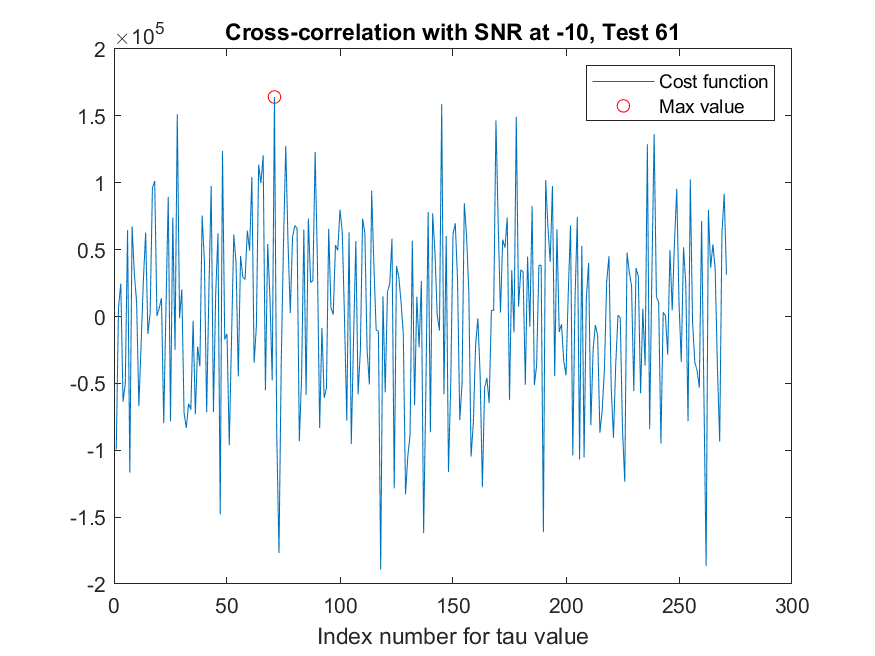 Cross-correlation with SNR at -10, Test 61
×10^5
Cost function
Max value
2
1.5
1
0.5
0
-0.5
-1
-1.5
-2
0 50 100 150 200 250 300
Index number for tau value